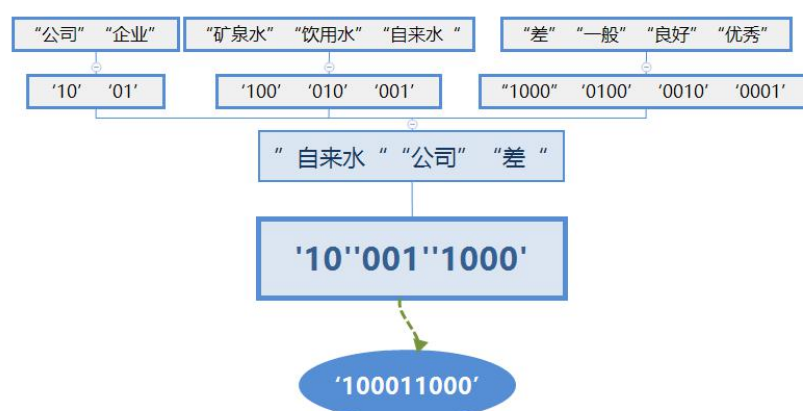 “公司” “企业” “矿泉水” “饮用水” “自来水 “ “差” “一般” “良好” “优秀”
‘10’ ‘01’ ‘100’ ‘010’ ‘001’ “1000” ‘0100’ ‘0010’ ‘0001’
” 自来水 “ “公司” “差 “
'10''001''1000'
‘100011000’